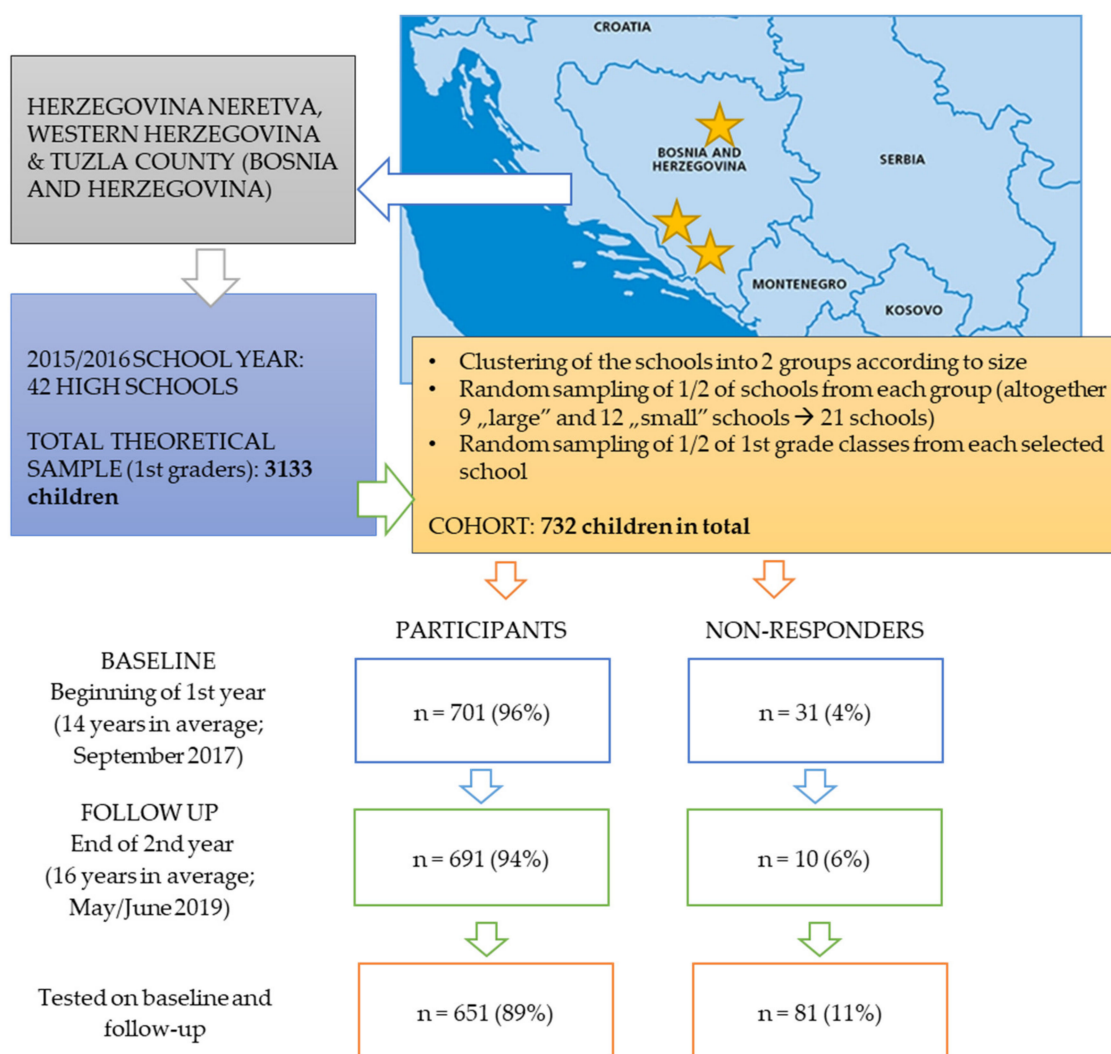 CROATIA
HERZEGOVINA NERETVA,
WESTERN HERZEGOVINA
& TUZLA COUNTY (BOSNIA
AND HERZEGOVINA)
BOSNIA AND
HERZEGOVINA
SERBIA
MONTENEGRO
KOSOVO
2015/2016 SCHOOL YEAR:
42 HIGH SCHOOLS
TOTAL THEORETICAL
SAMPLE (1st graders): 3133
children
• Clustering of the schools into 2 groups according to size
• Random sampling of 1/2 of schools from each group (altogether
9 „large” and 12 „small” schools → 21 schools)
• Random sampling of 1/2 of 1st grade classes from each selected
school
COHORT: 732 children in total
PARTICIPANTS
NON-RESPONDERS
BASELINE
Beginning of 1st year
(14 years in average;
September 2017)
n = 701 (96%)
n = 31 (4%)
FOLLOW UP
End of 2nd year
(16 years in average;
May/June 2019)
n = 691 (94%)
n = 10 (6%)
Tested on baseline and
follow-up
n = 651 (89%)
n = 81 (11%)